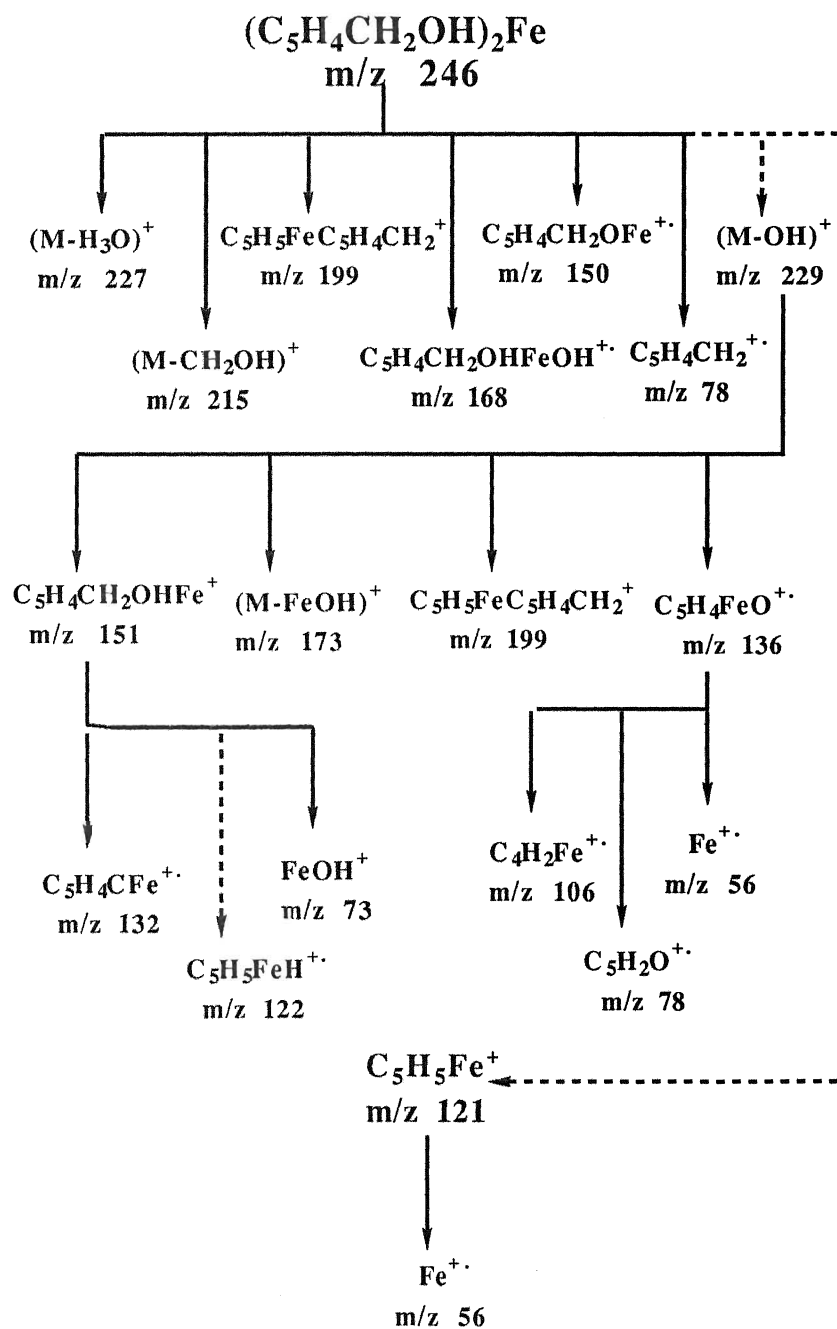 (C₅H₄CH₂OH)₂Fe
m/z 246
(M-H₃O)⁺
m/z 227
C₅H₅FeC₅H₄CH₂⁺
m/z 199
C₅H₄CH₂OFe⁺·
m/z 150
(M-OH)⁺
m/z 229
(M-CH₂OH)⁺
m/z 215
C₅H₄CH₂OHFeOH⁺·
m/z 168
C₅H₄CH₂⁺·
m/z 78
C₅H₄CH₂OHFe⁺
m/z 151
(M-FeOH)⁺
m/z 173
C₅H₅FeC₅H₄CH₂⁺
m/z 199
C₅H₄FeO⁺·
m/z 136
C₅H₄CFe⁺·
m/z 132
FeOH⁺
m/z 73
C₄H₂Fe⁺·
m/z 106
Fe⁺·
m/z 56
C₅H₅FeH⁺·
m/z 122
C₅H₂O⁺·
m/z 78
C₅H₅Fe⁺
m/z 121
Fe⁺·
m/z 56